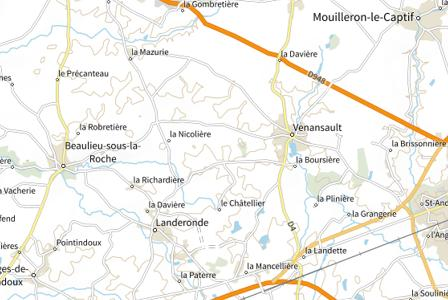 la Gombretière
Mouilleron-le-Captif
la Mazurie
la Davière
le Précanteau
D948
la Robretière
la Nicolière
Venansault
Beaulieu-sous-la-
Roche
la Brissonnière
la Boursière
la Richardière
la Vacherie
la Davière
le Châtellier
la Plinière
la Grangerie
Landeronde
D4
Pointindoux
la Landette
la Mancellière
la Paterre